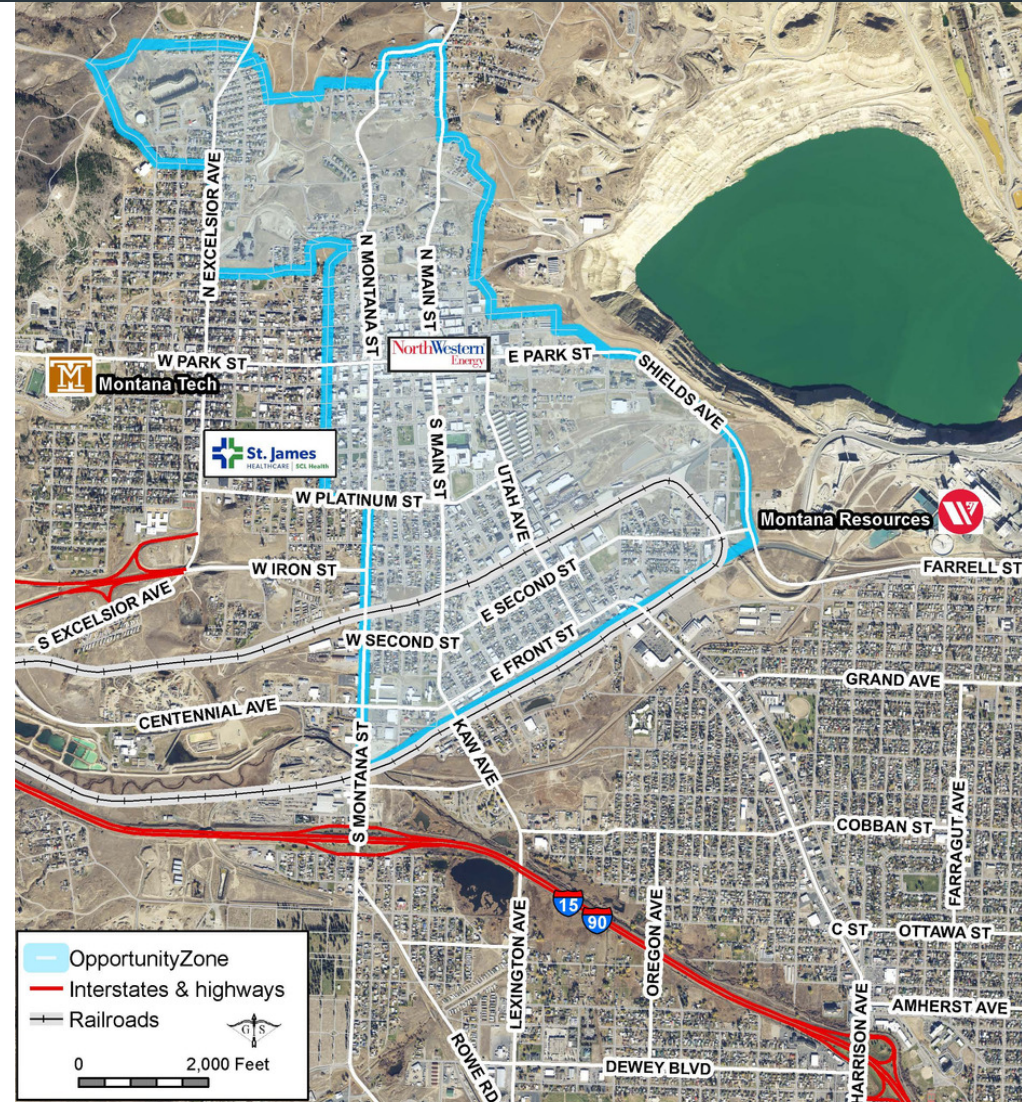 N EXCELSIOR AVE
N MONTANA ST
N MAIN ST
NorthWestern
Energy
W PARK ST
E PARK ST
SHIELDS AVE
M
Montana Tech
St. James
HEALTHCARE | SCL Health
S MAIN ST
UTAH AVE
W PLATINUM ST
Montana Resources
W IRON ST
FARRELL ST
S EXCELSIOR AVE
E SECOND ST
W SECOND ST
E FRONT ST
GRAND AVE
CENTENNIAL AVE
KAW AVE
S MONTANA ST
COBBAN ST
FARRAGUT AVE
15
90
OREGON AVE
LEXINGTON AVE
C ST
OTTAWA ST
AMHERST AVE
HARRISON AVE
ROWE RD
DEWEY BLVD
OpportunityZone
Interstates & highways
Railroads
G S
0 2,000 Feet